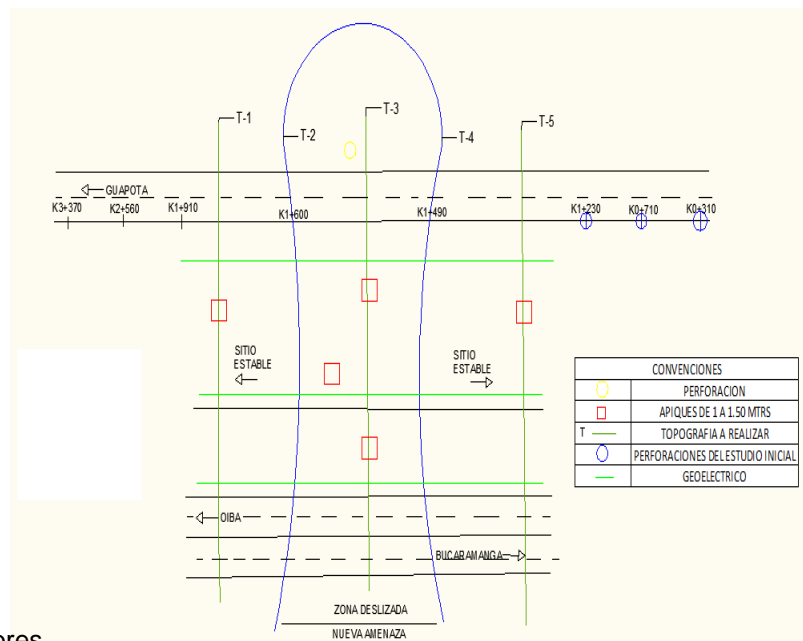 T-1
T-2
T-3
T-4
T-5
GUAPOTA
K3+370
K2+560
K1+910
K1+600
K1+490
K1+230
K0+710
K0+310
SITIO
ESTABLE
SITIO
ESTABLE
CONVENCIONES
PERFORACION
APIQUES DE 1 A 1.50 MTRS
T TOPOGRAFIA A REALIZAR
PERFORACIONES DEL ESTUDIO INICIAL
GEOELECTRICO
OIBA
BUCARAMANGA
ZONA DESLIZADA
NUEVA AMENAZA